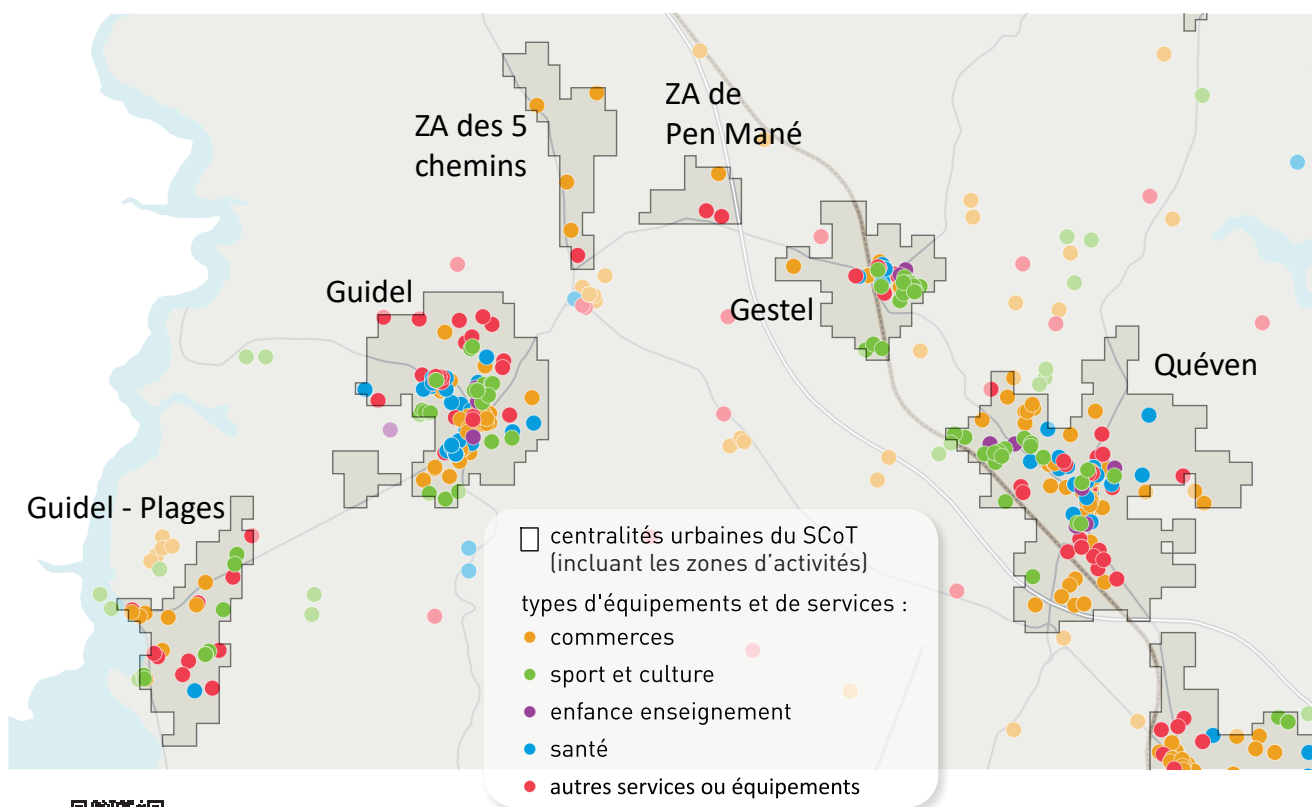 ZA des 5
chemins
ZA de
Pen Mané
Guidel
Gestel
Quéven
Guidel - Plages
centralités urbaines du SCoT
(incluant les zones d'activités)
types d'équipements et de services :
commerces
sport et culture
enfance enseignement
santé
autres services ou équipements